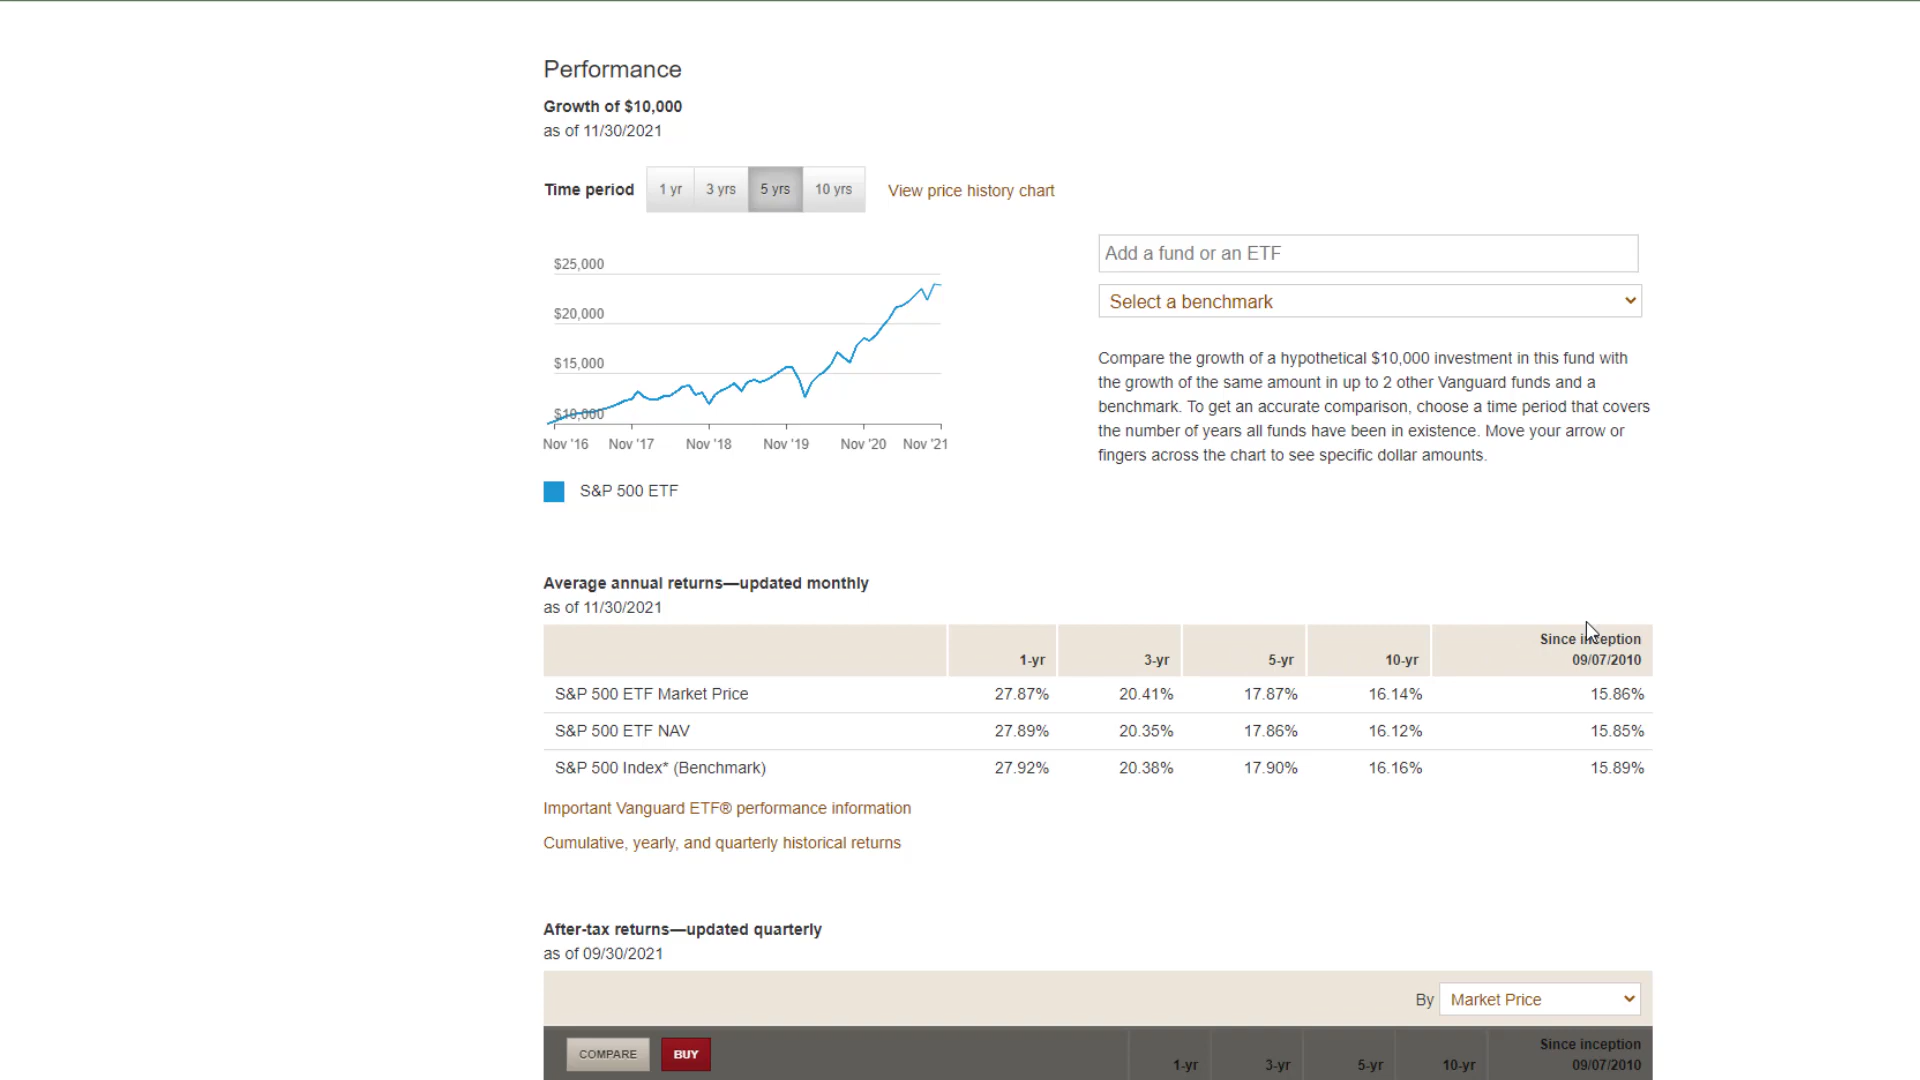 Performance
Growth of $10,000
as of 11/30/2021
Time period 1 yr 3 yrs 5 yrs 10 yrs View price history chart
Add a fund or an ETF
Select a benchmark
$25,000
$20,000
$15,000
$10,000
Nov '16 Nov '17 Nov '18 Nov '19 Nov '20 Nov '21
S&P 500 ETF
Compare the growth of a hypothetical $10,000 investment in this fund with
the growth of the same amount in up to 2 other Vanguard funds and a
benchmark. To get an accurate comparison, choose a time period that covers
the number of years all funds have been in existence. Move your arrow or
fingers across the chart to see specific dollar amounts.
Average annual returns—updated monthly
as of 11/30/2021
1-yr 3-yr 5-yr 10-yr Since inception
09/07/2010
S&P 500 ETF Market Price 27.87% 20.41% 17.87% 16.14% 15.86%
S&P 500 ETF NAV 27.89% 20.35% 17.86% 16.12% 15.85%
S&P 500 Index* (Benchmark) 27.92% 20.38% 17.90% 16.16% 15.89%
Important Vanguard ETF® performance information
Cumulative, yearly, and quarterly historical returns
After-tax returns—updated quarterly
as of 09/30/2021
By Market Price
COMPARE BUY
1-yr 3-yr 5-yr 10-yr Since inception
09/07/2010